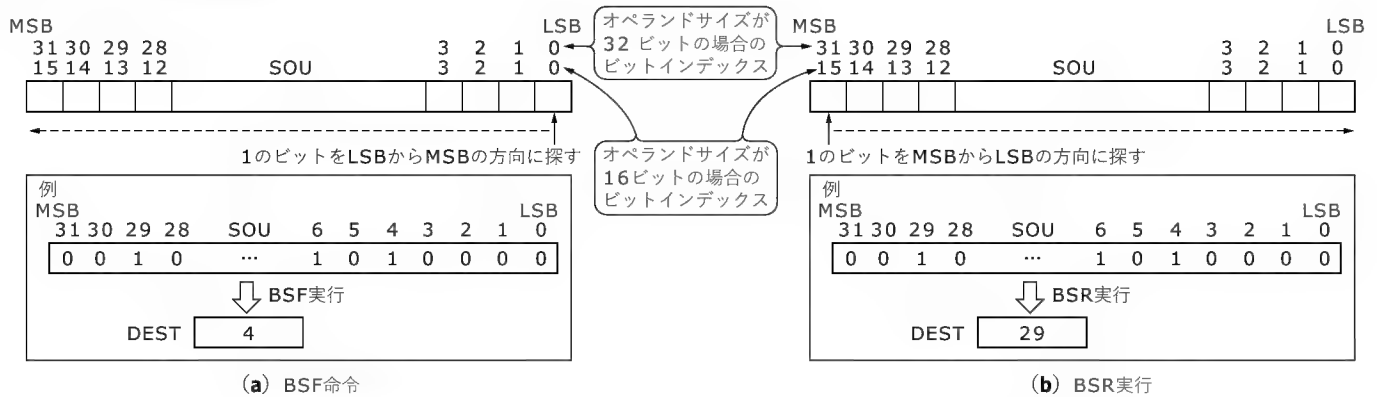 MSB LSB
31 30 29 28 3 2 1 0
15 14 13 12 SOU 3 2 1 0
1のビットをLSBからMSBの方向に探す
例
MSB LSB
31 30 29 28 SOU 6 5 4 3 2 1 0
0 0 1 0 … 1 0 1 0 0 0 0
BSF実行
DEST 4
(a) BSF命令
オペランドサイズが
32 ビットの場合の
ビットインデックス
オペランドサイズが
16ビットの場合の
ビットインデックス
MSB LSB
31 30 29 28 3 2 1 0
15 14 13 12 SOU 3 2 1 0
1のビットをMSBからLSBの方向に探す
例
MSB LSB
31 30 29 28 SOU 6 5 4 3 2 1 0
0 0 1 0 … 1 0 1 0 0 0 0
BSR実行
DEST 29
(b) BSR実行